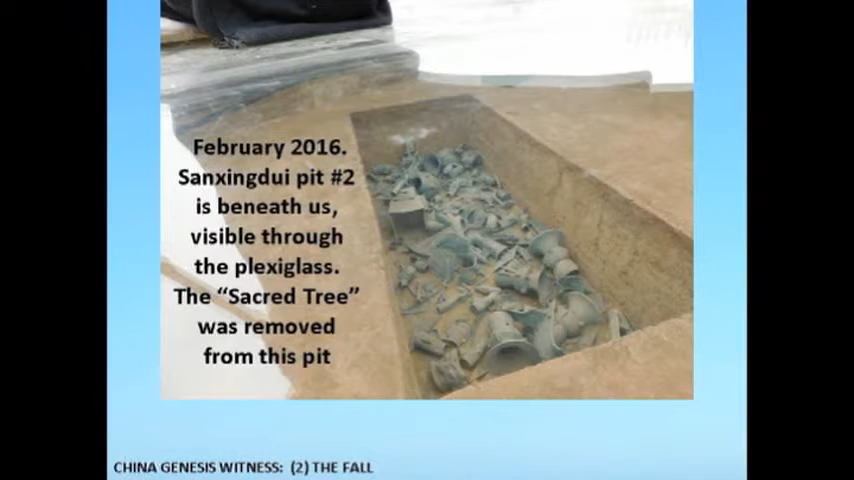 February 2016.
Sanxingdui pit #2
is beneath us,
visible through
the plexiglass.
The “Sacred Tree”
was removed
from this pit
CHINA GENESIS WITNESS: (2) THE FALL